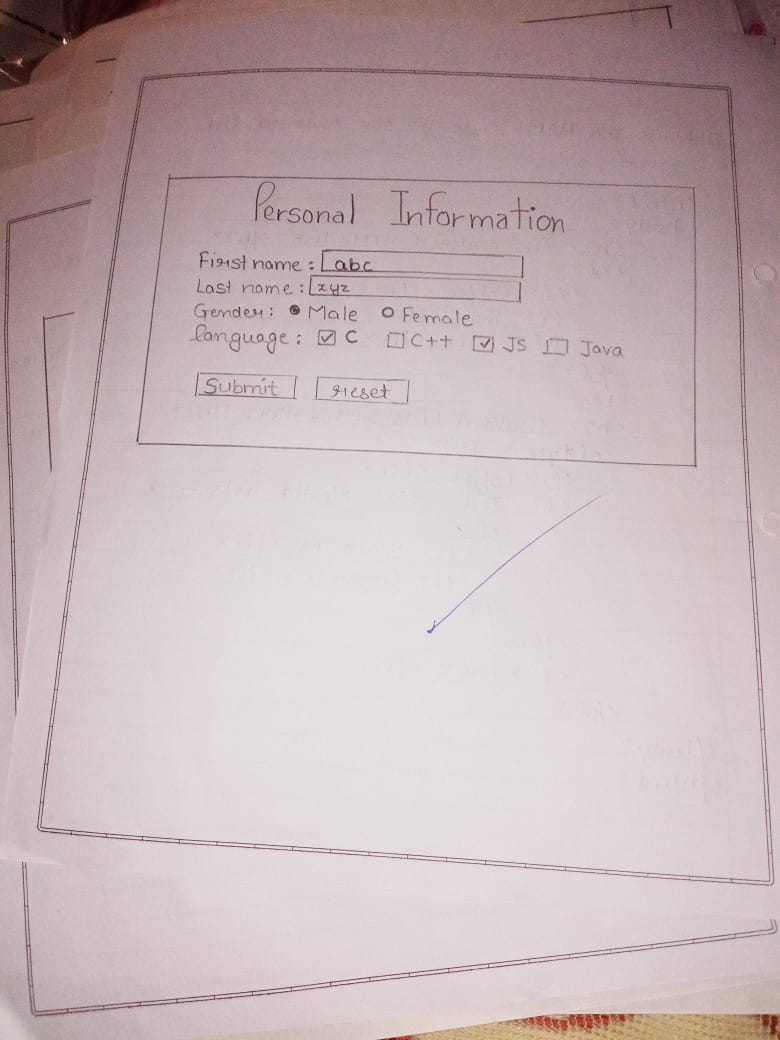 Personal Information
First name : abc
Last name : xyz
Gender : Male Female
language : C C++ JS Java
Submit reset